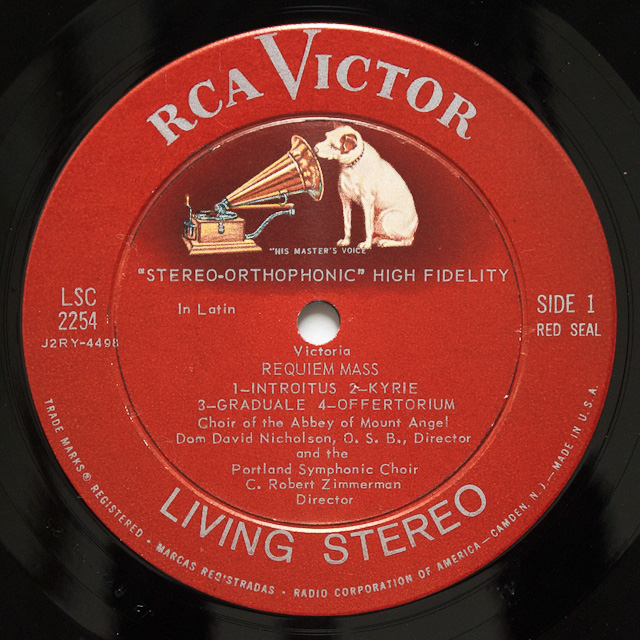 RCA VICTOR
"HIS MASTER'S VOICE"
"STEREO-ORTHOPHONIC" HIGH FIDELITY
LSC
2254
J2RY-4498
In Latin
SIDE 1
RED SEAL
Victoria
REQUIEM MASS
1—INTROITUS 2—KYRIE
3—GRADUALE 4—OFFERTORIUM
Choir of the Abbey of Mount Angel
Dom David Nicholson, O. S. B., Director
and the
Portland Symphonic Choir
C. Robert Zimmerman
Director
LIVING STEREO
TRADE MARKS® REGISTERED • MARCAS REGISTRADAS • RADIO CORPORATION OF AMERICA—CAMDEN, N. J.—MADE IN U.S.A.